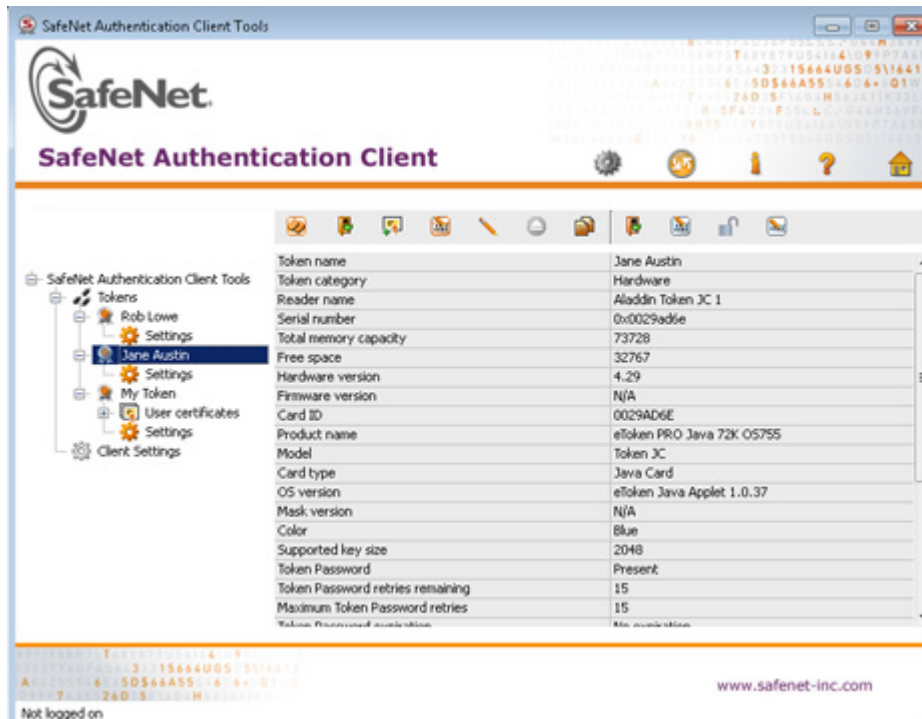 SafeNet Authentication Client Tools
SafeNet.
SafeNet Authentication Client
SafeNet Authentication Client Tools
Tokens
Rob Lowe
Settings
Jane Austin
Settings
My Token
User certificates
Settings
Client Settings
Token name Jane Austin
Token category Hardware
Reader name Aladdin Token JC 1
Serial number 0x0029ad6e
Total memory capacity 73728
Free space 32767
Hardware version 4.29
Firmware version N/A
Card ID 0029AD6E
Product name eToken PRO Java 72K OS755
Model Token JC
Card type Java Card
OS version eToken Java Applet 1.0.37
Mask version N/A
Color Blue
Supported key size 2048
Token Password Present
Token Password retries remaining 15
Maximum Token Password retries 15
Token Password expiration No expiration
www.safenet-inc.com
Not logged on